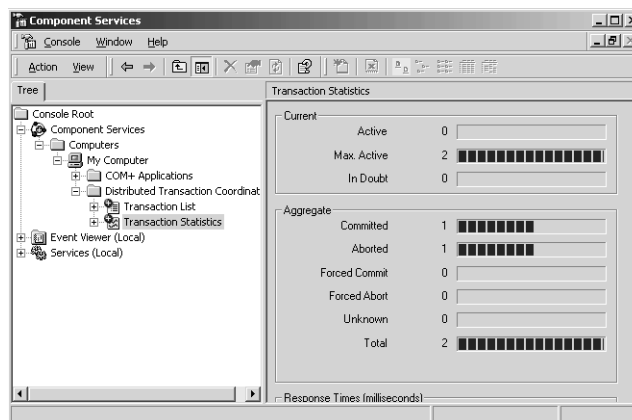 Component Services
Console Window Help
Action View
Tree
Console Root
Component Services
Computers
My Computer
COM+ Applications
Distributed Transaction Coordinat
Transaction List
Transaction Statistics
Event Viewer (Local)
Services (Local)
Transaction Statistics
Current
Active 0
Max. Active 2
In Doubt 0
Aggregate
Committed 1
Aborted 1
Forced Commit 0
Forced Abort 0
Unknown 0
Total 2
Response Times (milliseconds)